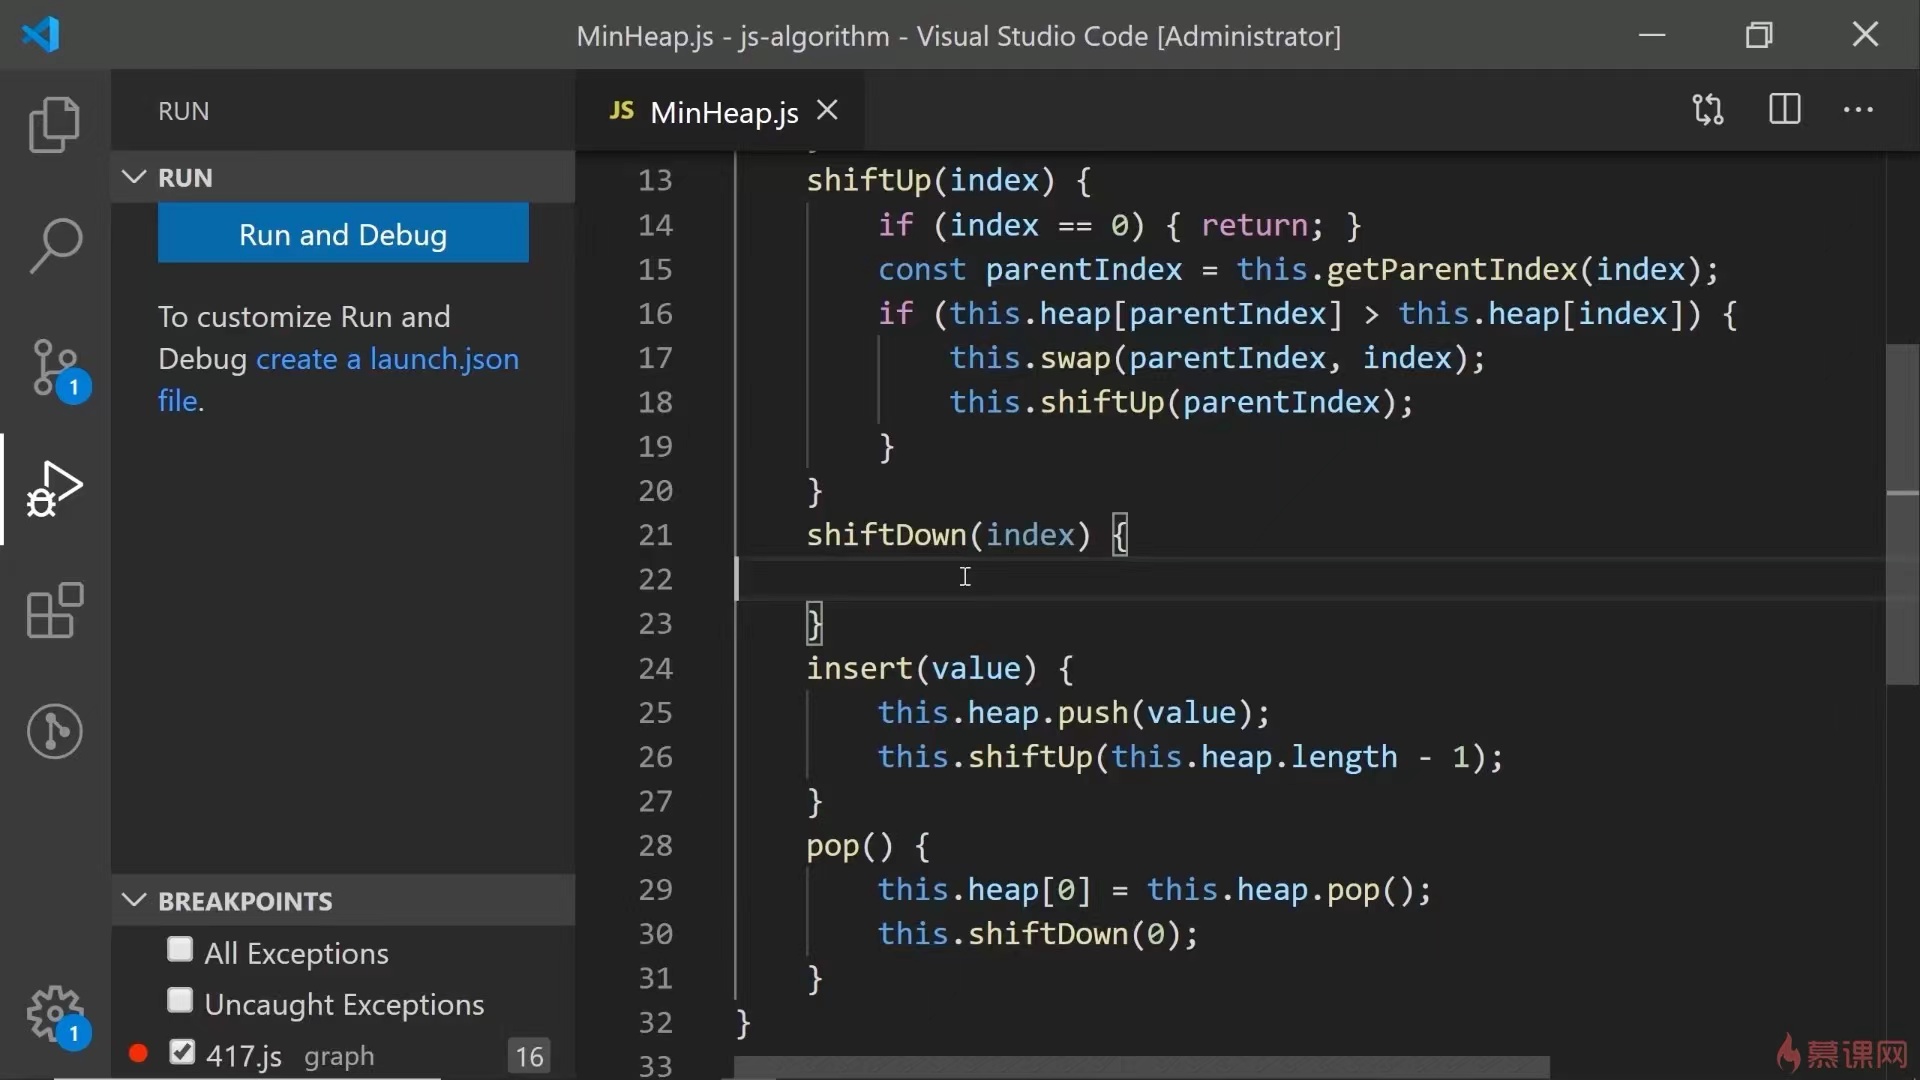 MinHeap.js - js-algorithm - Visual Studio Code [Administrator]
RUN
JS MinHeap.js
RUN
Run and Debug
To customize Run and
Debug create a launch.json
file.
13 shiftUp(index) {
14 if (index == 0) { return; }
15 const parentIndex = this.getParentIndex(index);
16 if (this.heap[parentIndex] > this.heap[index]) {
17 this.swap(parentIndex, index);
18 this.shiftUp(parentIndex);
19 }
20 }
21 shiftDown(index) {
22
23 }
24 insert(value) {
25 this.heap.push(value);
26 this.shiftUp(this.heap.length - 1);
27 }
28 pop() {
29 this.heap[0] = this.heap.pop();
30 this.shiftDown(0);
31 }
32 }
33
1
1
BREAKPOINTS
All Exceptions
Uncaught Exceptions
417.js graph 16
慕课网